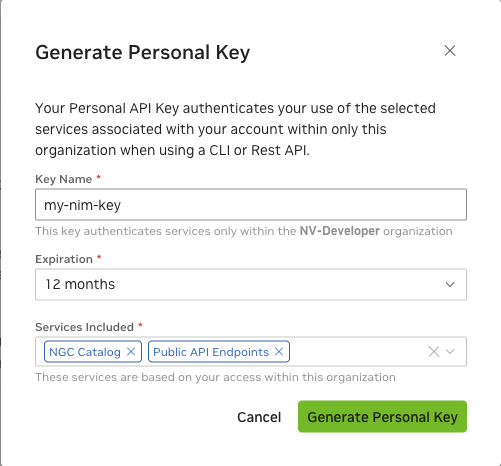 Generate Personal Key
Your Personal API Key authenticates your use of the selected
services associated with your account within only this
organization when using a CLI or Rest API.
Key Name *
my-nim-key
This key authenticates services only within the NV-Developer organization
Expiration *
12 months
Services Included *
NGC Catalog Public API Endpoints
These services are based on your access within this organization
Cancel Generate Personal Key